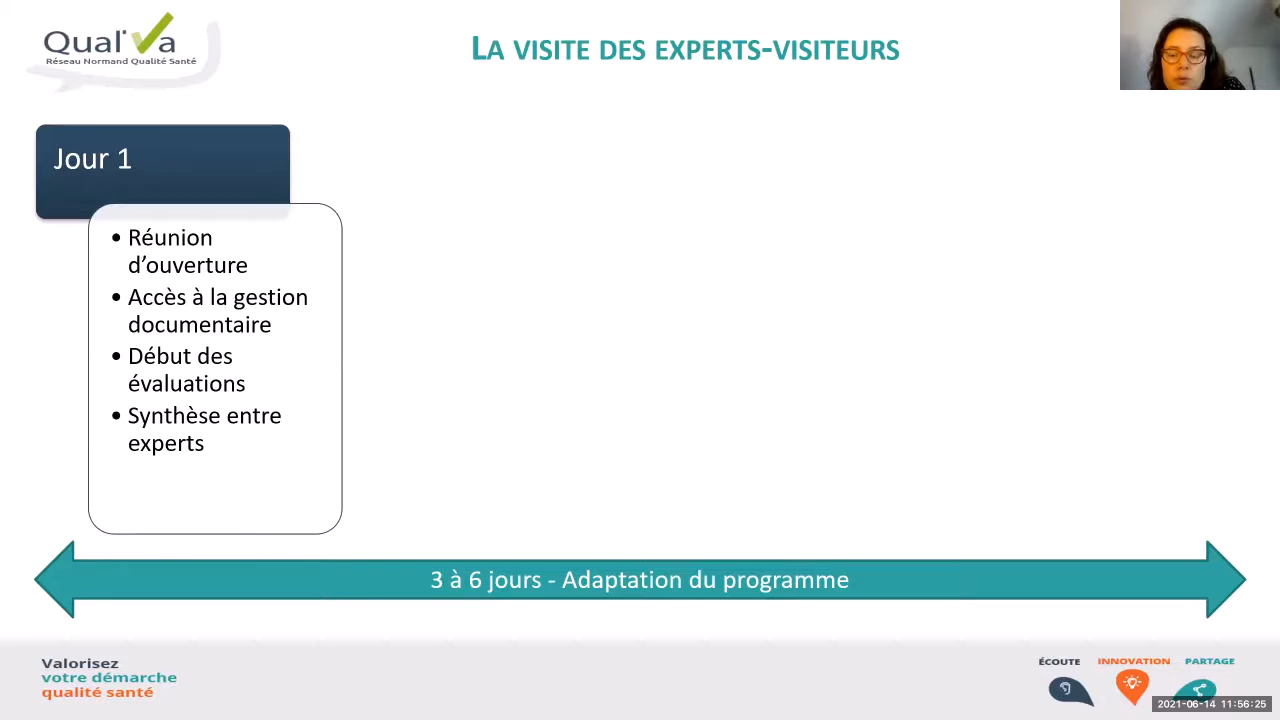 Qual'Va
Réseau Normand Qualité Santé
LA VISITE DES EXPERTS-VISITEURS
Jour 1
• Réunion
d’ouverture
• Accès à la gestion
documentaire
• Début des
évaluations
• Synthèse entre
experts
3 à 6 jours - Adaptation du programme
Valorisez
votre démarche
qualité santé
ÉCOUTE
INNOVATION
PARTAGE
2021-06-14 11:56:25